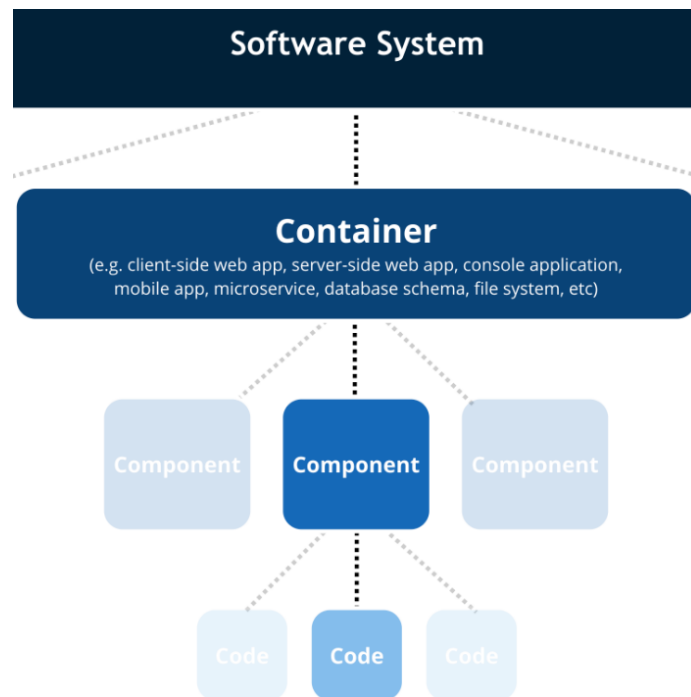 Software System
Container
(e.g. client-side web app, server-side web app, console application,
mobile app, microservice, database schema, file system, etc)
Component Component Component
Code Code Code